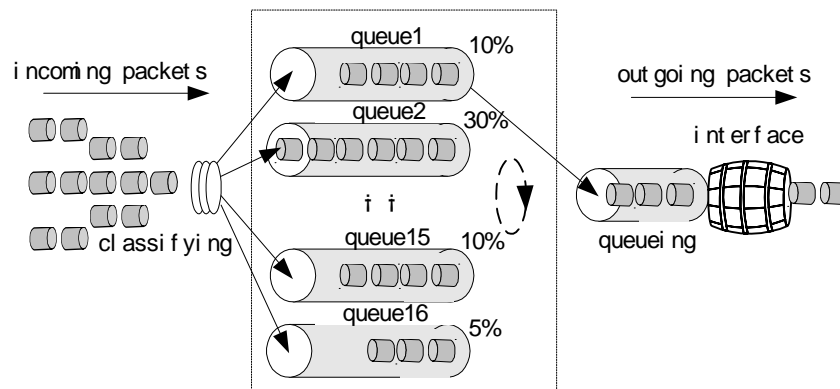 incoming packets
classifying
queue1
10%
queue2
30%
queue15
10%
queue16
5%
outgoing packets
interface
queueing